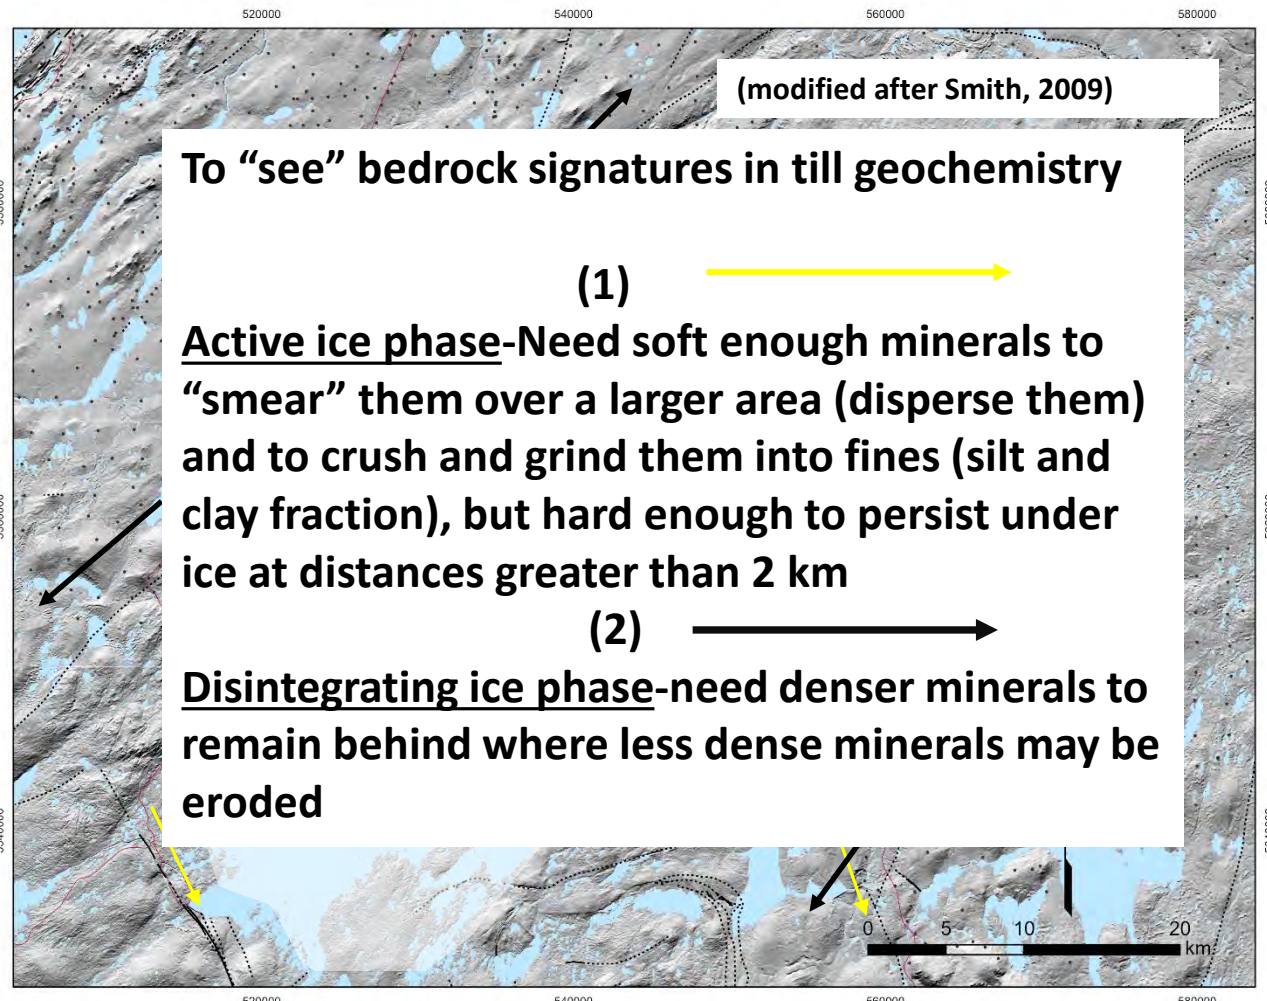 520000
540000
560000
580000
(modified after Smith, 2009)
To “see” bedrock signatures in till geochemistry
(1)
Active ice phase-Need soft enough minerals to
“smear” them over a larger area (disperse them)
and to crush and grind them into fines (silt and
clay fraction), but hard enough to persist under
ice at distances greater than 2 km
(2)
Disintegrating ice phase-need denser minerals to
remain behind where less dense minerals may be
eroded
0 5 10 20
km
520000
540000
560000
580000